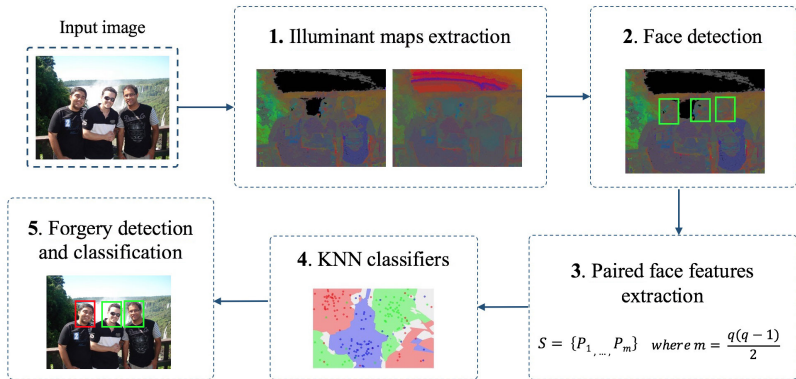 Input image
1. Illuminant maps extraction
2. Face detection
3. Paired face features
extraction
S = {P₁,…, Pₘ} where m = q(q − 1)/2
4. KNN classifiers
5. Forgery detection
and classification